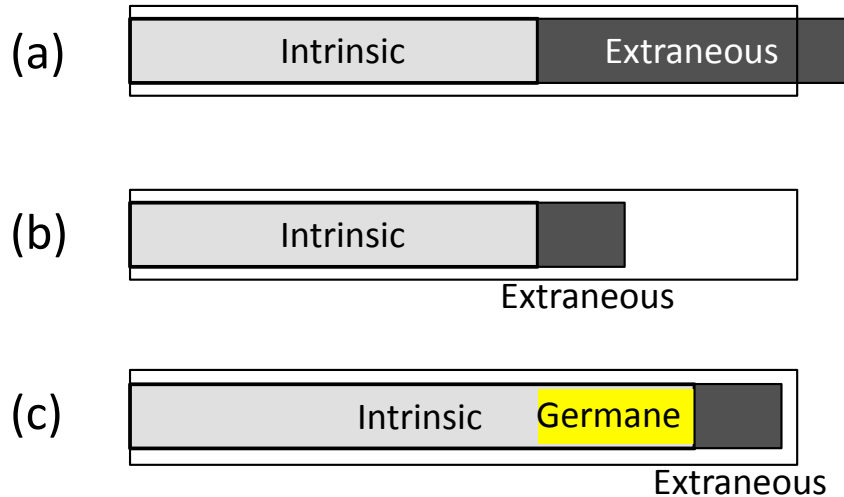 (a) Intrinsic Extraneous
(b) Intrinsic
Extraneous
(c) Intrinsic Germane
Extraneous